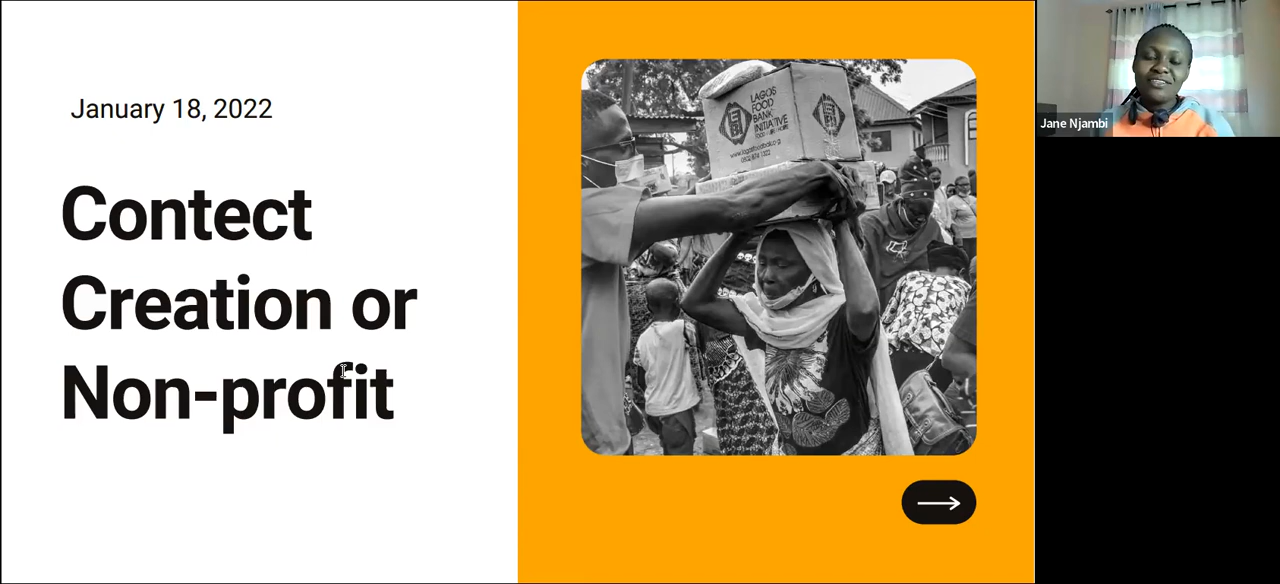 January 18, 2022
Contect
Creation or
Non-profit
LAGOS
FOOD
BANK
INITIATIVE
Jane Njambi